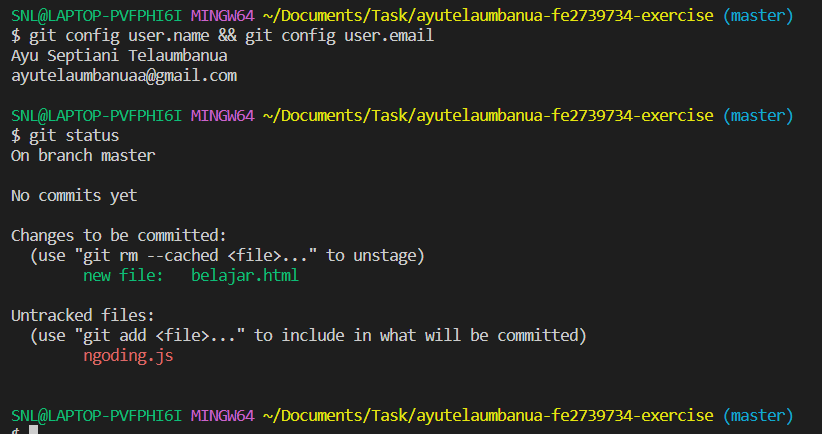 SNL@LAPTOP-PVFPHI6I MINGW64 ~/Documents/Task/ayutelaumbanua-fe2739734-exercise (master)
$ git config user.name && git config user.email
Ayu Septiani Telaumbanua
ayutelaumbanuaa@gmail.com
SNL@LAPTOP-PVFPHI6I MINGW64 ~/Documents/Task/ayutelaumbanua-fe2739734-exercise (master)
$ git status
On branch master
No commits yet
Changes to be committed:
(use "git rm --cached <file>..." to unstage)
new file: belajar.html
Untracked files:
(use "git add <file>..." to include in what will be committed)
ngoding.js
SNL@LAPTOP-PVFPHI6I MINGW64 ~/Documents/Task/ayutelaumbanua-fe2739734-exercise (master)
$